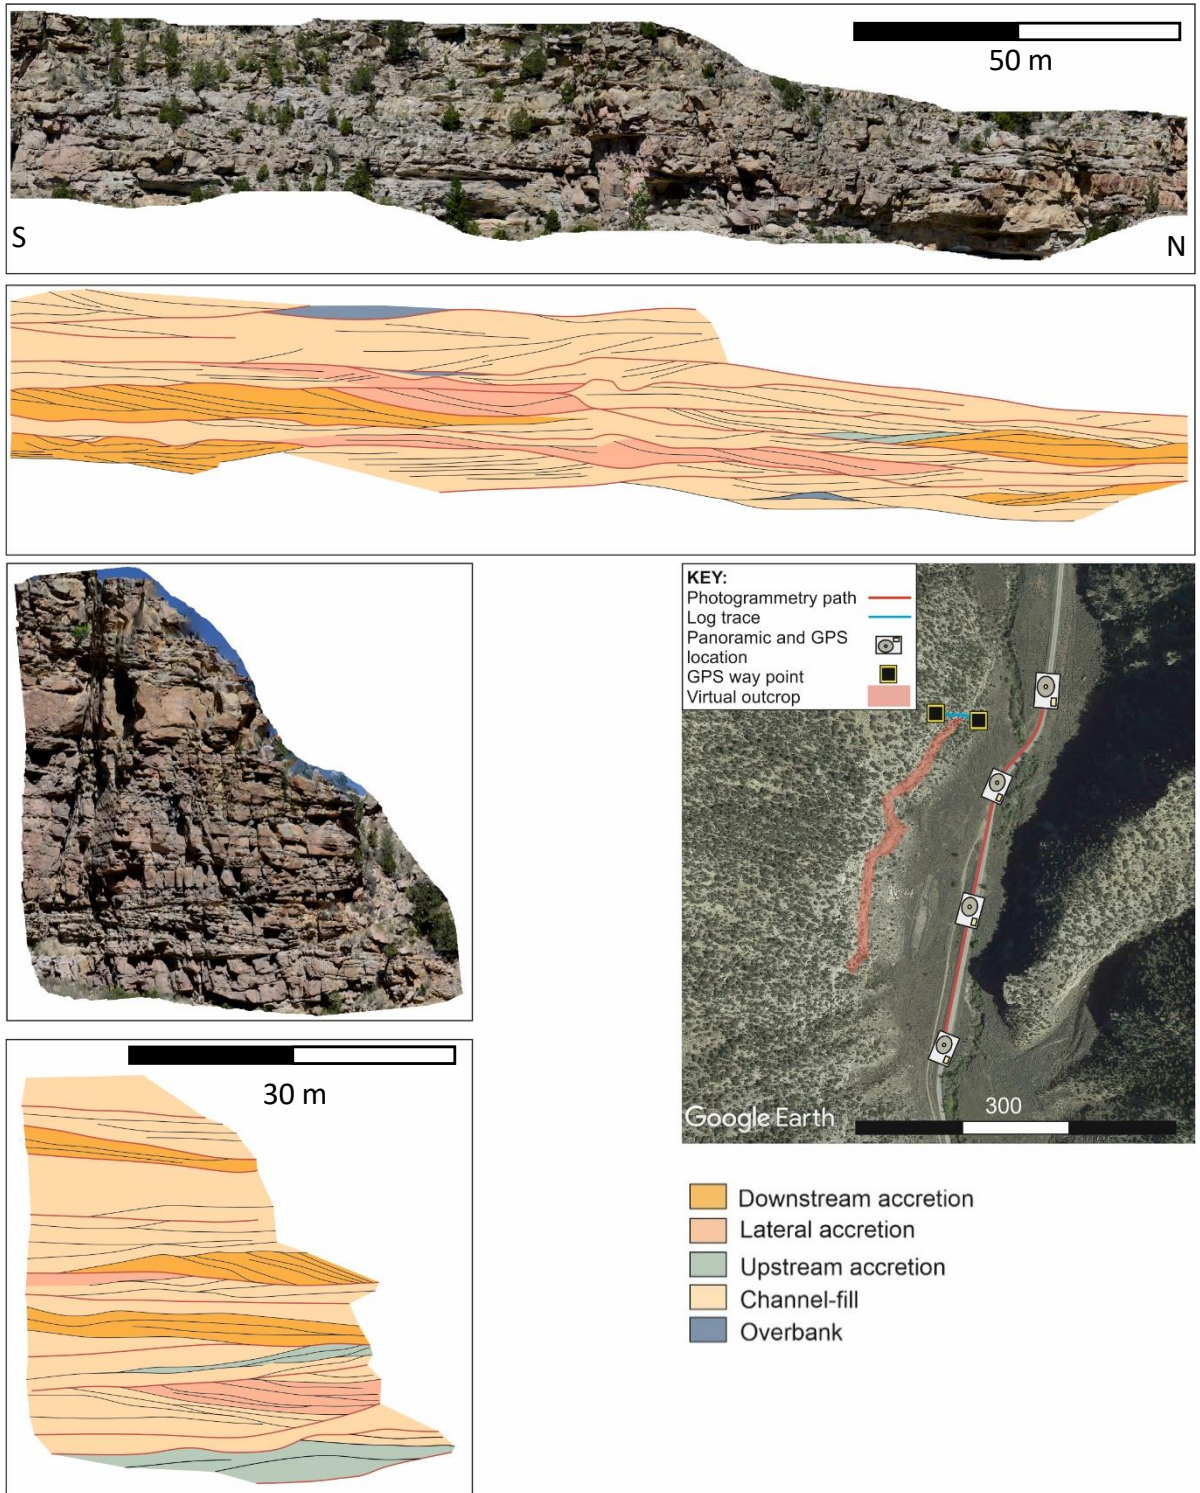 50 m
S
N
KEY:
Photogrammetry path
Log trace
Panoramic and GPS
location
GPS way point
Virtual outcrop
Google Earth
300
30 m
Downstream accretion
Lateral accretion
Upstream accretion
Channel-fill
Overbank